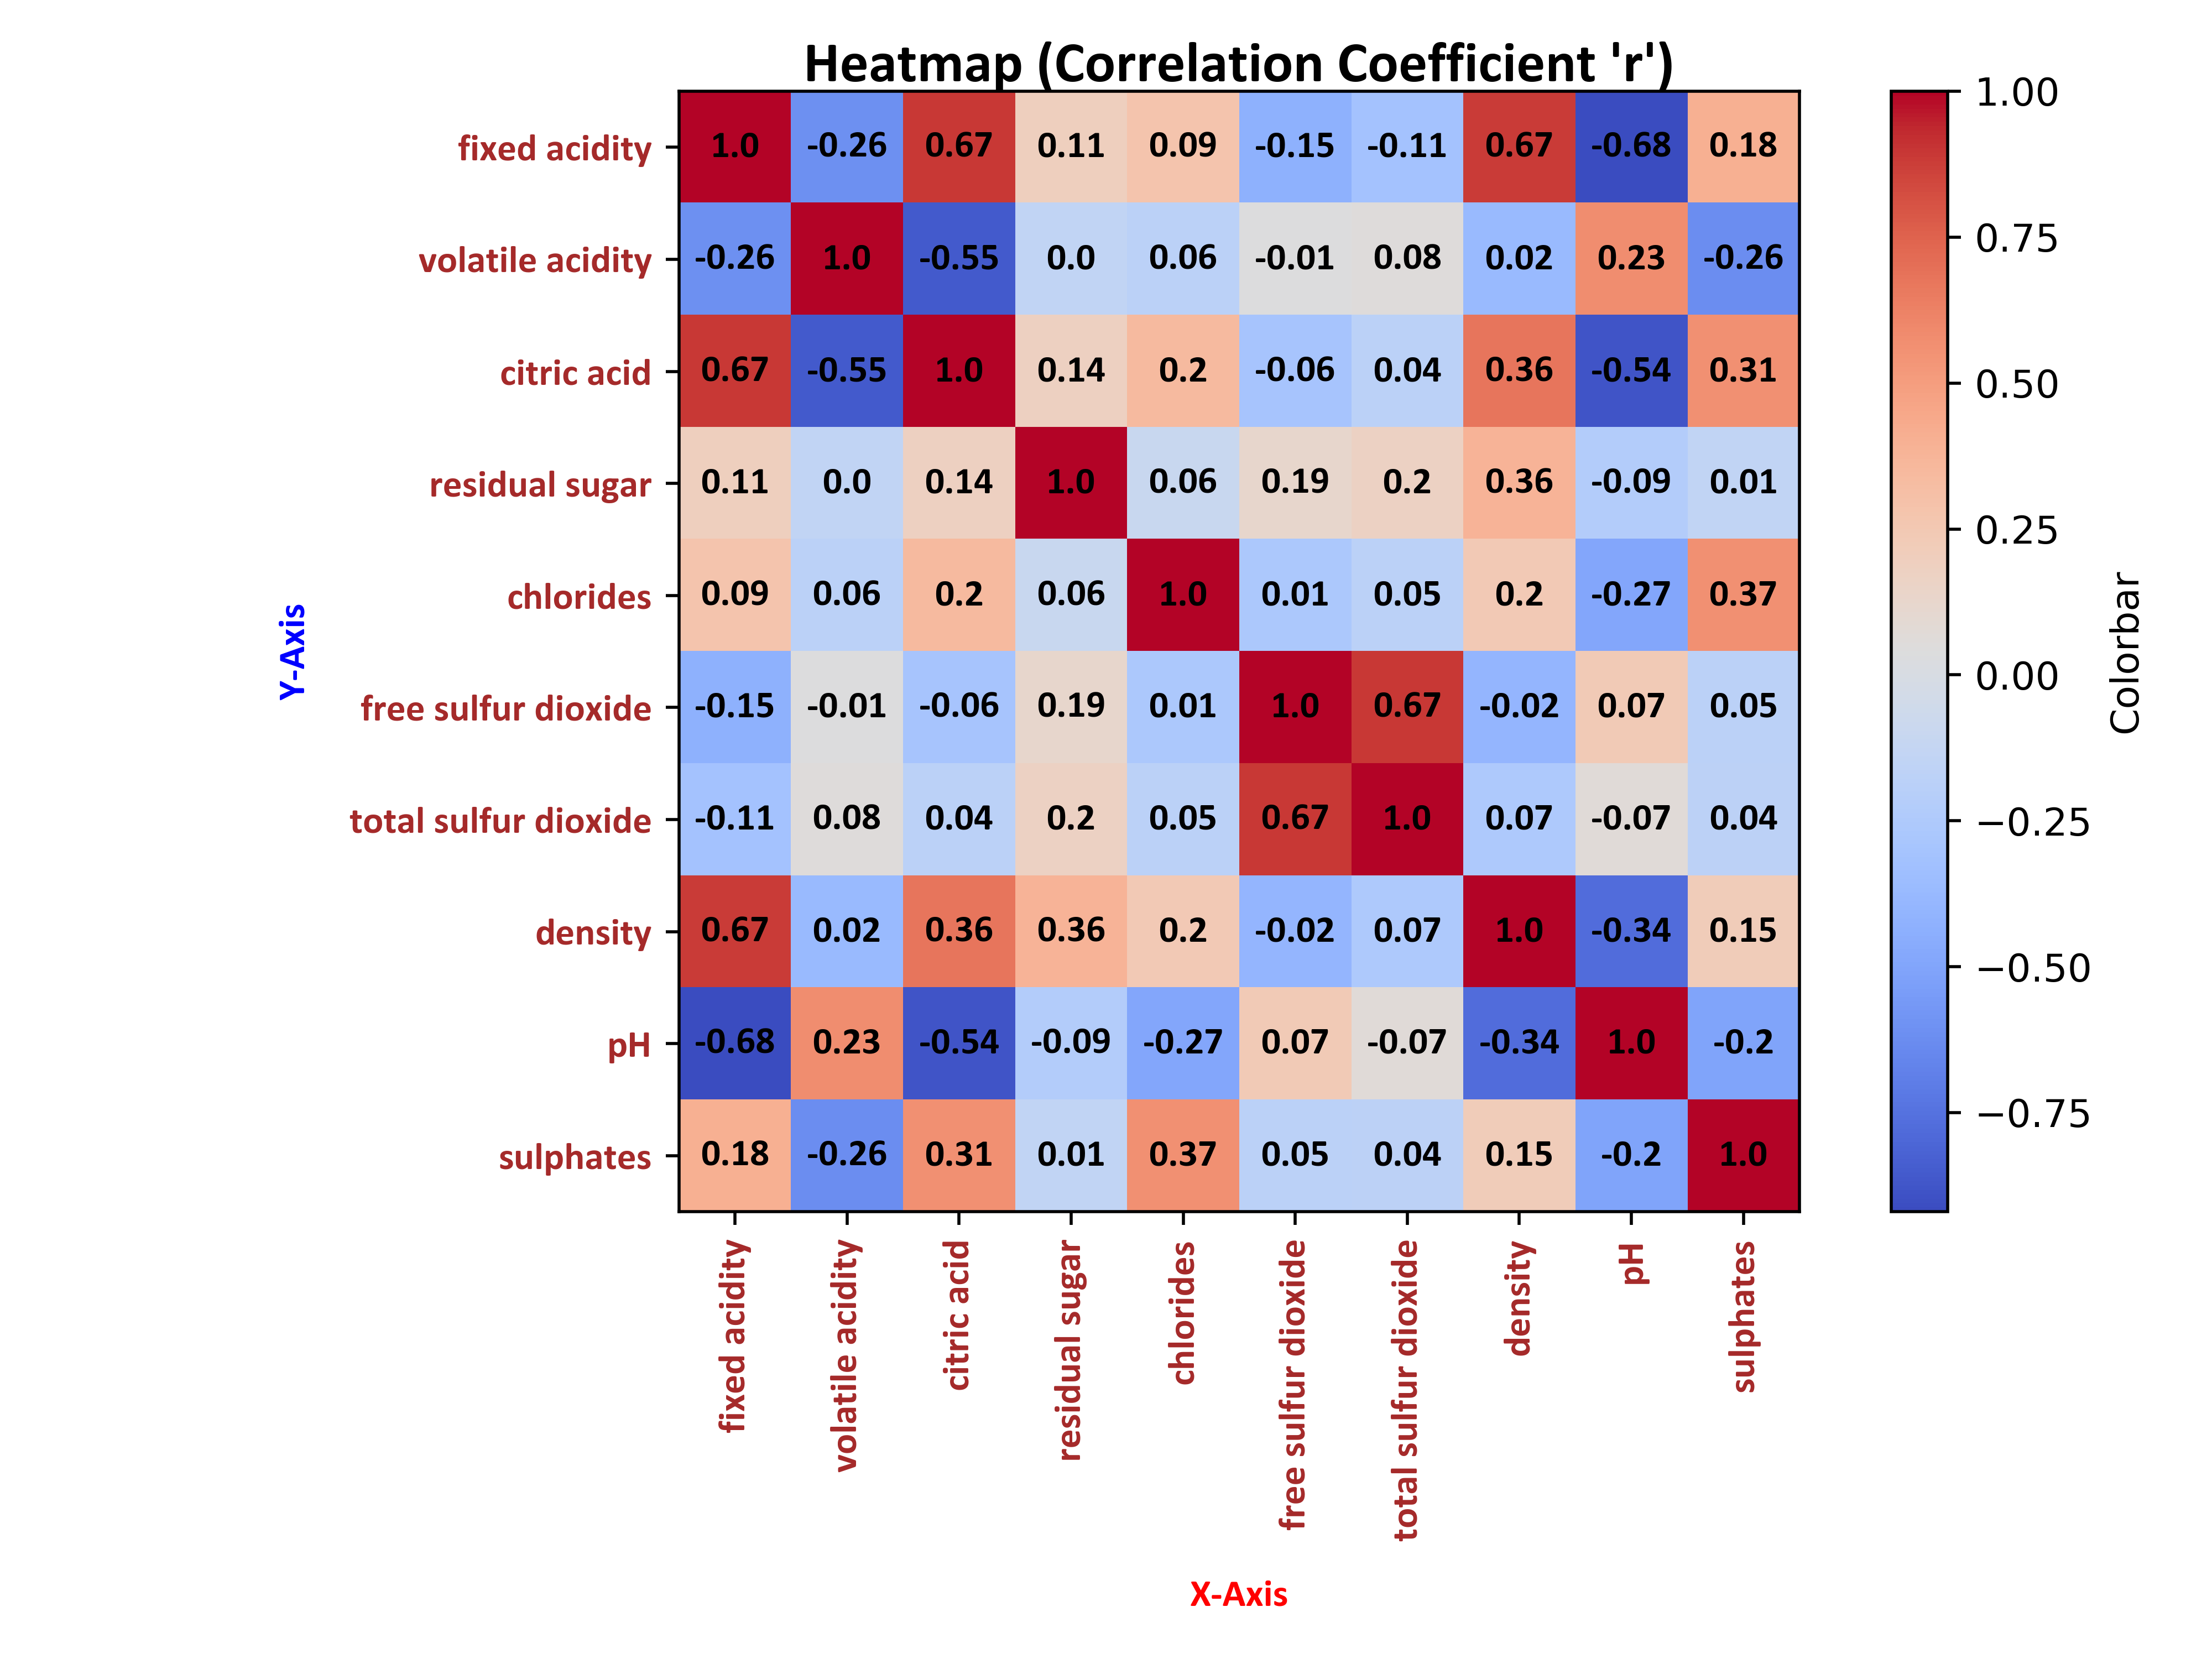 Heatmap (Correlation Coefficient 'r')
fixed acidity 1.0 -0.26 0.67 0.11 0.09 -0.15 -0.11 0.67 -0.68 0.18
volatile acidity -0.26 1.0 -0.55 0.0 0.06 -0.01 0.08 0.02 0.23 -0.26
citric acid 0.67 -0.55 1.0 0.14 0.2 -0.06 0.04 0.36 -0.54 0.31
residual sugar 0.11 0.0 0.14 1.0 0.06 0.19 0.2 0.36 -0.09 0.01
chlorides 0.09 0.06 0.2 0.06 1.0 0.01 0.05 0.2 -0.27 0.37
free sulfur dioxide -0.15 -0.01 -0.06 0.19 0.01 1.0 0.67 -0.02 0.07 0.05
total sulfur dioxide -0.11 0.08 0.04 0.2 0.05 0.67 1.0 0.07 -0.07 0.04
density 0.67 0.02 0.36 0.36 0.2 -0.02 0.07 1.0 -0.34 0.15
pH -0.68 0.23 -0.54 -0.09 -0.27 0.07 -0.07 -0.34 1.0 -0.2
sulphates 0.18 -0.26 0.31 0.01 0.37 0.05 0.04 0.15 -0.2 1.0
Y-Axis
fixed acidity
volatile acidity
citric acid
residual sugar
chlorides
free sulfur dioxide
total sulfur dioxide
density
pH
sulphates
X-Axis
1.00
0.75
0.50
0.25
0.00
−0.25
−0.50
−0.75
Colorbar